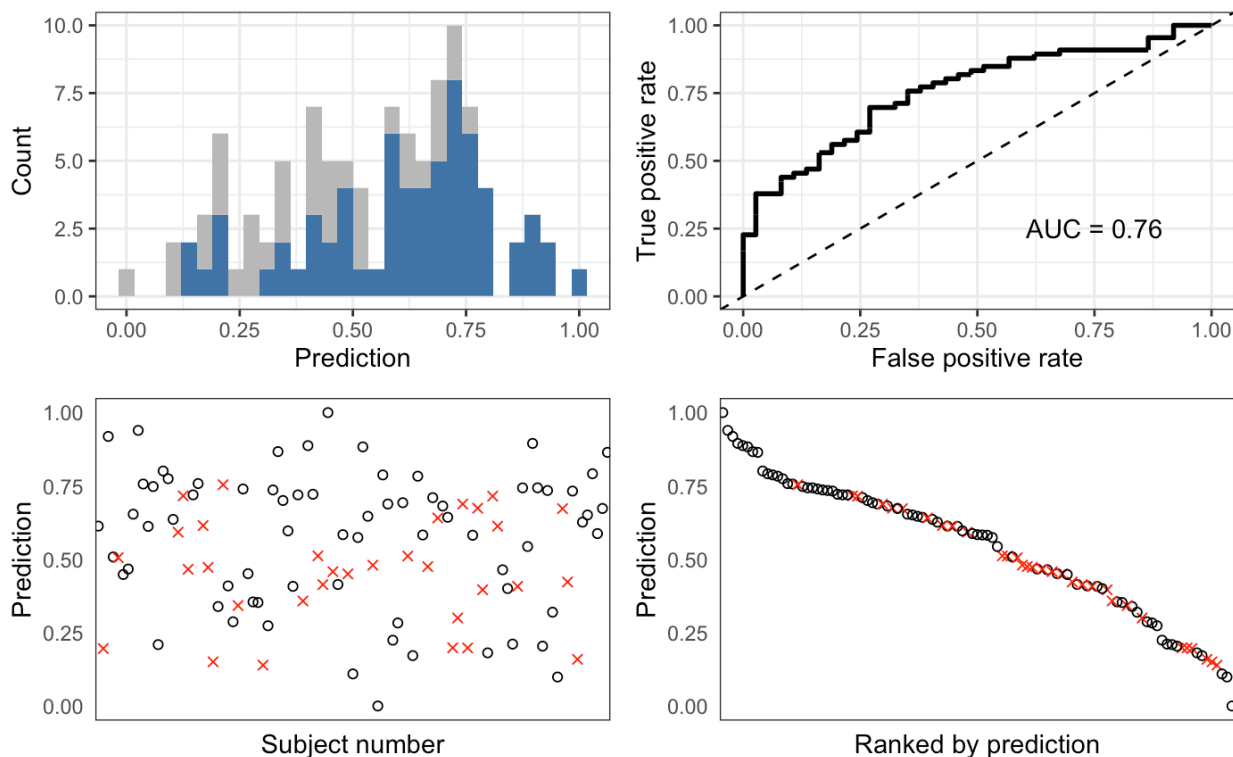 10.0
7.5
5.0
2.5
0.0
Count
0.00 0.25 0.50 0.75 1.00
Prediction
1.00
0.75
0.50
0.25
0.00
True positive rate
AUC = 0.76
0.00 0.25 0.50 0.75 1.00
False positive rate
1.00
0.75
0.50
0.25
0.00
Prediction
Subject number
1.00
0.75
0.50
0.25
0.00
Prediction
Ranked by prediction